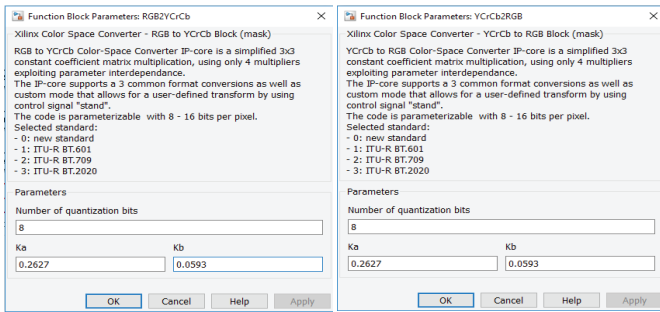 Function Block Parameters: RGB2YCrCb
Xilinx Color Space Converter - RGB to YCrCb Block (mask)
RGB to YCrCb Color-Space Converter IP-core is a simplified 3x3
constant coefficient matrix multiplication, using only 4 multipliers
exploiting parameter interdependance.
The IP-core supports a 3 common format conversions as well as
custom mode that allows for a user-defined transform by using
control signal "stand".
The code is parameterizable with 8 - 16 bits per pixel.
Selected standard:
- 0: new standard
- 1: ITU-R BT.601
- 2: ITU-R BT.709
- 3: ITU-R BT.2020
Parameters
Number of quantization bits
8
Ka Kb
0.2627 0.0593
OK Cancel Help Apply
Function Block Parameters: YCrCb2RGB
Xilinx Color Space Converter - YCrCb to RGB Block (mask)
YCrCb to RGB Color-Space Converter IP-core is a simplified 3x3
constant coefficient matrix multiplication, using only 4 multipliers
exploiting parameter interdependance.
The IP-core supports a 3 common format conversions as well as
custom mode that allows for a user-defined transform by using
control signal "stand".
The code is parameterizable with 8 - 16 bits per pixel.
Selected standard:
- 0: new standard
- 1: ITU-R BT.601
- 2: ITU-R BT.709
- 3: ITU-R BT.2020
Parameters
Number of quantization bits
8
Ka Kb
0.2627 0.0593
OK Cancel Help Apply